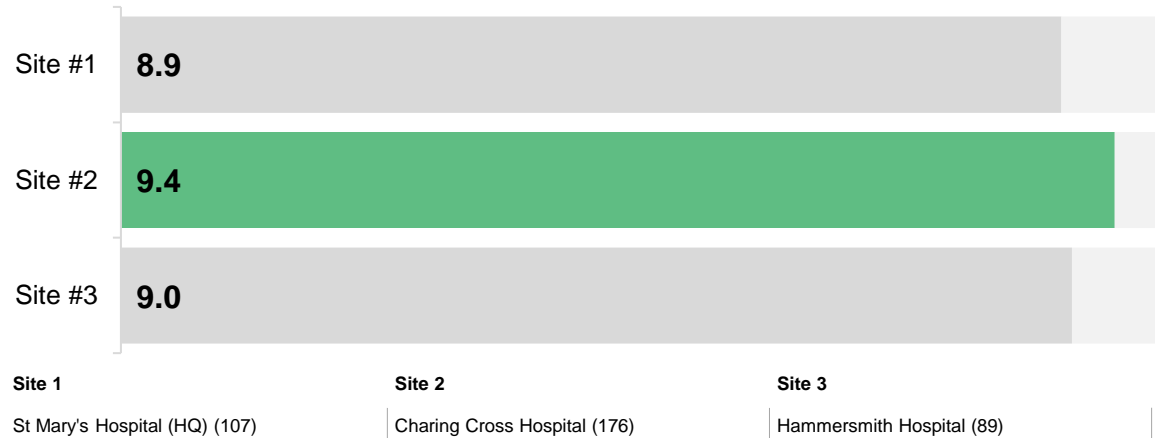 Site #1 8.9
Site #2 9.4
Site #3 9.0
Site 1 Site 2 Site 3
St Mary's Hospital (HQ) (107) Charing Cross Hospital (176) Hammersmith Hospital (89)